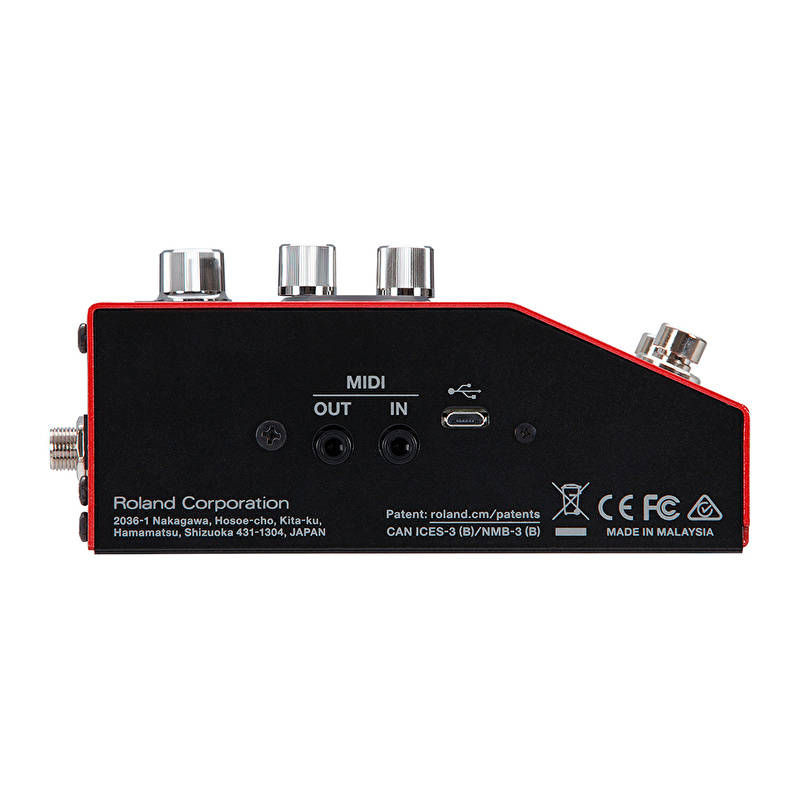 MIDI
OUT IN
Roland Corporation
2036-1 Nakagawa, Hosoe-cho, Kita-ku,
Hamamatsu, Shizuoka 431-1304, JAPAN
Patent: roland.cm/patents
CAN ICES-3 (B)/NMB-3 (B)
CE FC
MADE IN MALAYSIA